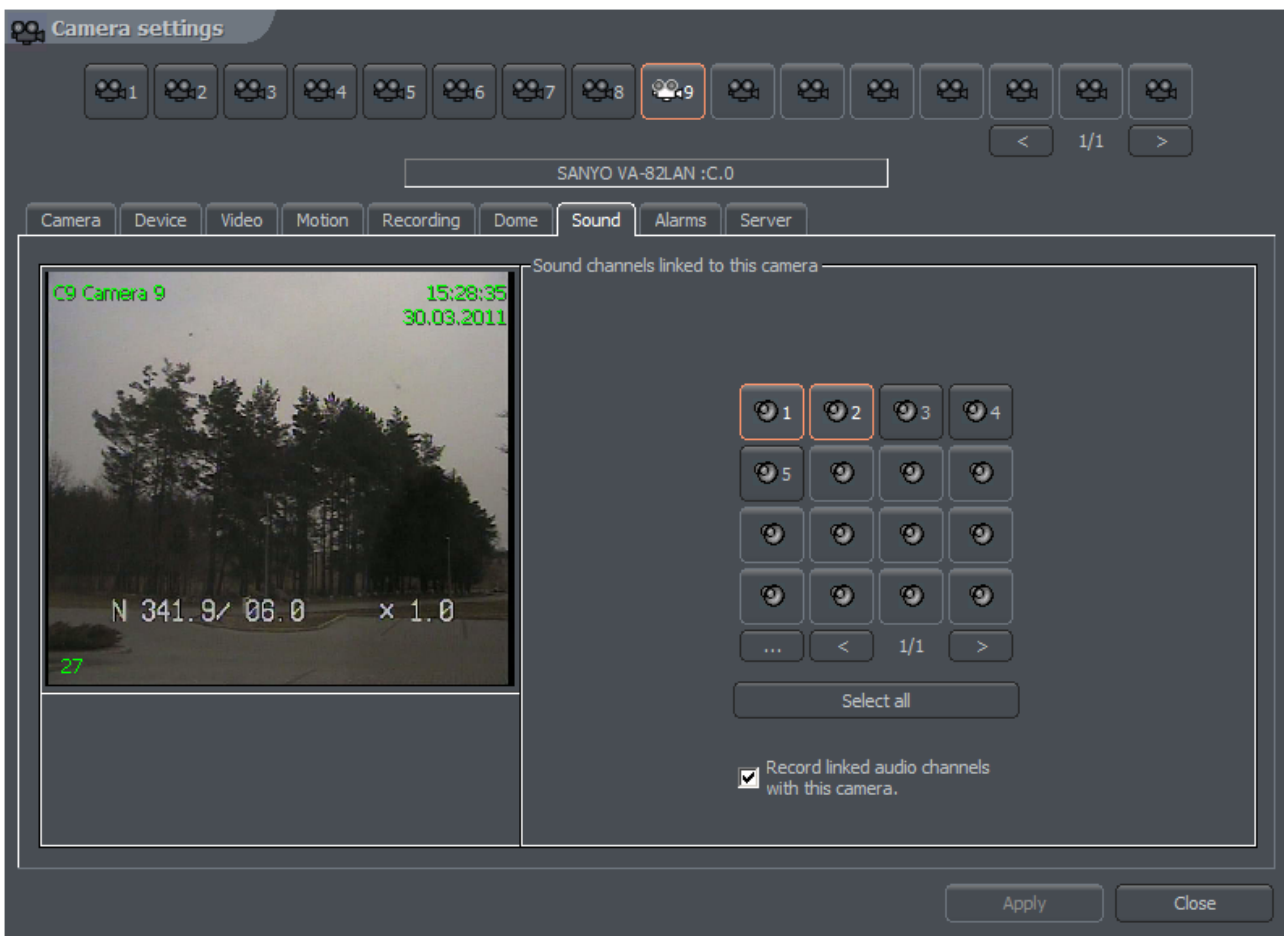 Camera settings
1 2 3 4 5 6 7 8 9
< 1/1 >
SANYO VA-82LAN :C.0
Camera Device Video Motion Recording Dome Sound Alarms Server
Sound channels linked to this camera
C9 Camera 9 15:28:35
30.03.2011
1 2 3 4
5
N 341.9/ 06.0 x 1.0
... < 1/1 >
27
Select all
Record linked audio channels
with this camera.
Apply Close